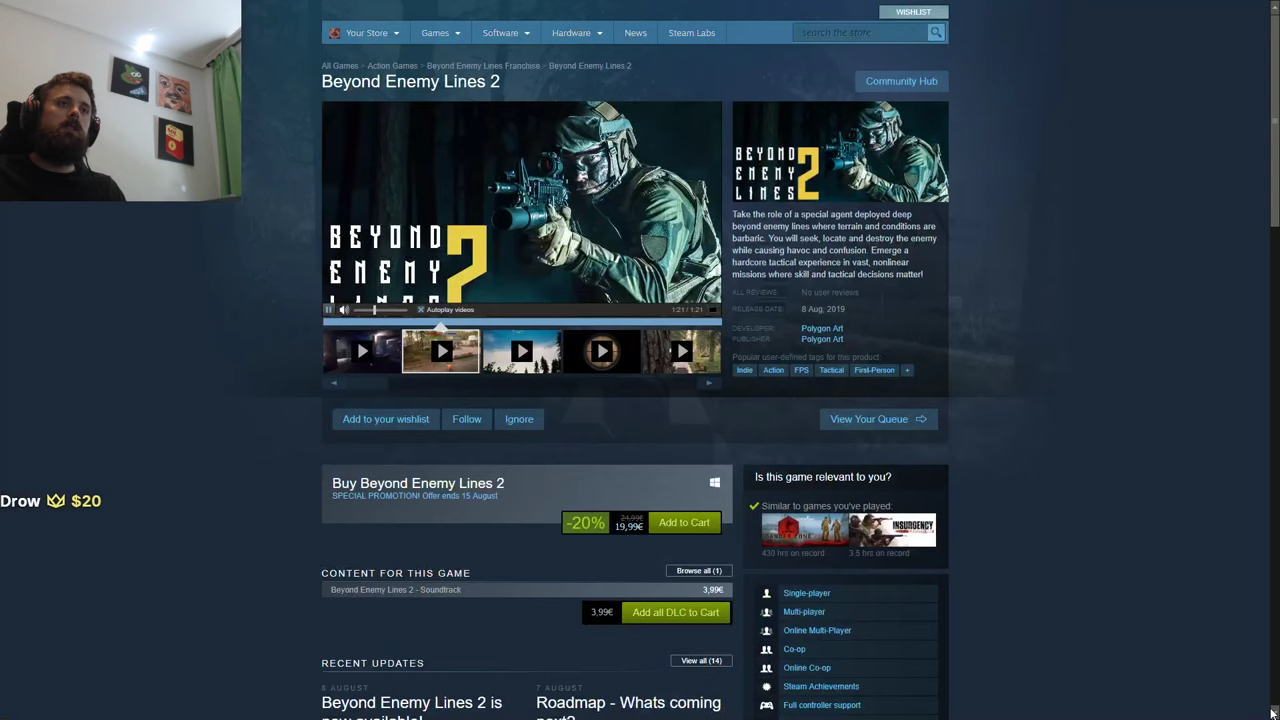 WISHLIST
Your Store
Games
Software
Hardware
News
Steam Labs
search the store
All Games > Action Games > Beyond Enemy Lines Franchise > Beyond Enemy Lines 2
Beyond Enemy Lines 2
Community Hub
BEYOND
ENEMY
LINES
2
Autoplay videos
1:21 / 1:21
BEYOND
ENEMY
LINES
2
Take the role of a special agent deployed deep
beyond enemy lines where terrain and conditions are
barbaric. You will seek, locate and destroy the enemy
while causing havoc and confusion. Emerge a
hardcore tactical experience in vast, nonlinear
missions where skill and tactical decisions matter!
ALL REVIEWS: No user reviews
RELEASE DATE: 8 Aug, 2019
DEVELOPER: Polygon Art
PUBLISHER: Polygon Art
Popular user-defined tags for this product:
Indie Action FPS Tactical First-Person +
Add to your wishlist
Follow
Ignore
View Your Queue
Buy Beyond Enemy Lines 2
SPECIAL PROMOTION! Offer ends 15 August
-20%
24,99€
19,99€
Add to Cart
Is this game relevant to you?
Similar to games you've played:
INSURGENCY
430 hrs on record
3.5 hrs on record
Drow $20
CONTENT FOR THIS GAME
Browse all (1)
Beyond Enemy Lines 2 - Soundtrack
3,99€
3,99€
Add all DLC to Cart
Single-player
Multi-player
Online Multi-Player
Co-op
Online Co-op
Steam Achievements
Full controller support
RECENT UPDATES
View all (14)
8 AUGUST
Beyond Enemy Lines 2 is
now available!
7 AUGUST
Roadmap - Whats coming
next?